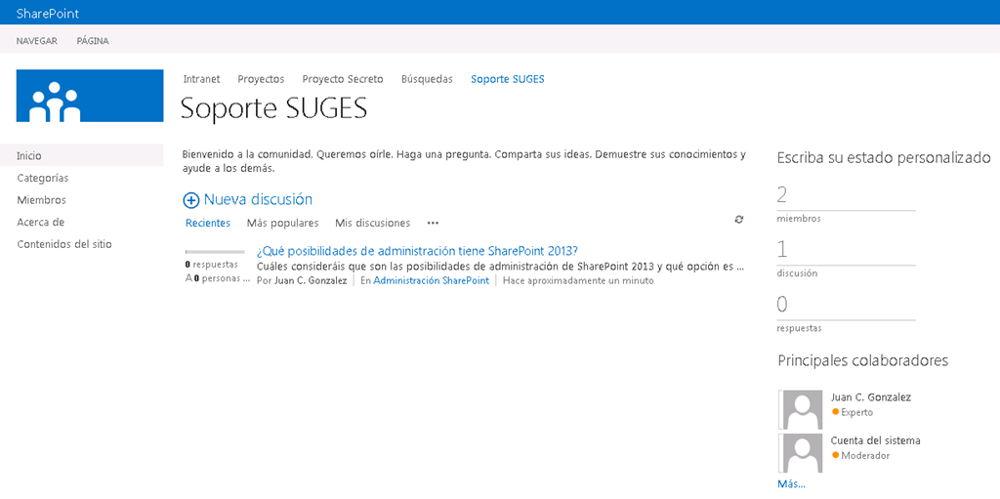 SharePoint
NAVEGAR PÁGINA
Intranet Proyectos Proyecto Secreto Búsquedas Soporte SUGES
Soporte SUGES
Inicio
Categorías
Miembros
Acerca de
Contenidos del sitio
Bienvenido a la comunidad. Queremos oírle. Haga una pregunta. Comparta sus ideas. Demuestre sus conocimientos y
ayude a los demás.
Nueva discusión
Recientes Más populares Mis discusiones ···
¿Qué posibilidades de administración tiene SharePoint 2013?
0 respuestas
A 0 personas ...
Cuáles consideráis que son las posibilidades de administración de SharePoint 2013 y qué opción es ...
Por Juan C. Gonzalez En Administración SharePoint Hace aproximadamente un minuto
Escriba su estado personalizado
2
miembros
1
discusión
0
respuestas
Principales colaboradores
Juan C. Gonzalez
Experto
Cuenta del sistema
Moderador
Más...